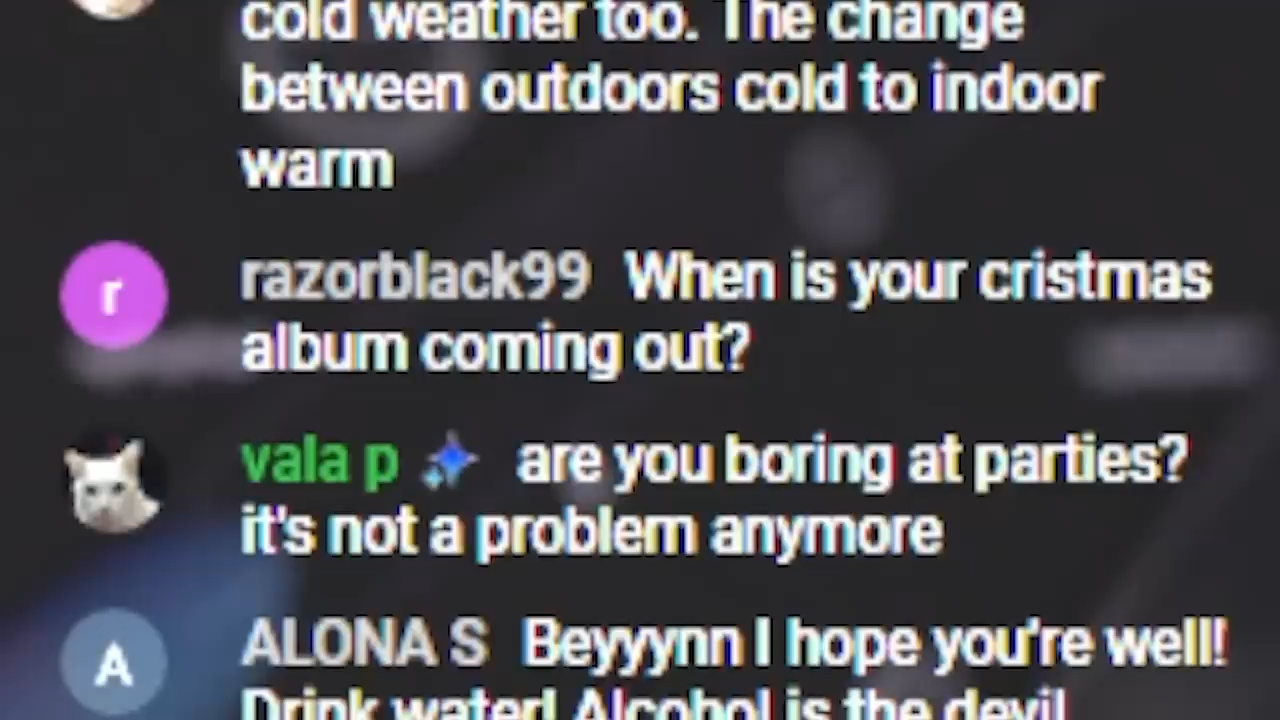 cold weather too. The change
between outdoors cold to indoor
warm
r
razorblack99 When is your cristmas
album coming out?
vala p are you boring at parties?
it's not a problem anymore
A
ALONA S Beyyynn I hope you're well!
Drink water! Alcohol is the devil